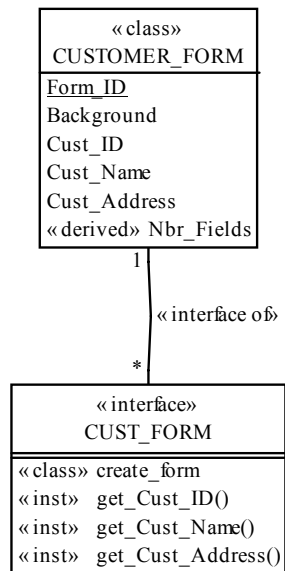 «class»
CUSTOMER_FORM
Form_ID
Background
Cust_ID
Cust_Name
Cust_Address
«derived» Nbr_Fields
1
«interface of»
*
«interface»
CUST_FORM
«class» create_form
«inst» get_Cust_ID()
«inst» get_Cust_Name()
«inst» get_Cust_Address()